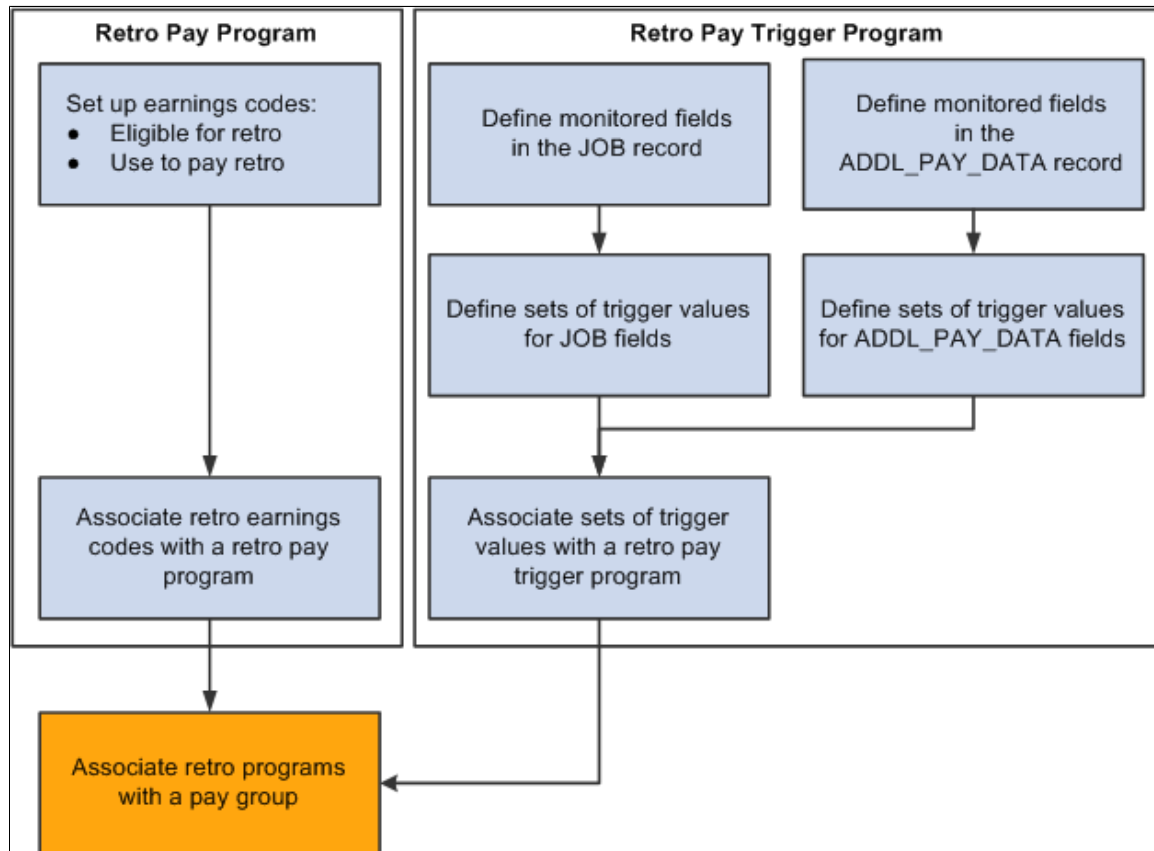 Retro Pay Program
Set up earnings codes:
● Eligible for retro
● Use to pay retro
Associate retro earnings
codes with a retro pay
program
Retro Pay Trigger Program
Define monitored fields
in the JOB record
Define monitored fields
in the
ADDL_PAY_DATA record
Define sets of trigger values
for JOB fields
Define sets of trigger values
for ADDL_PAY_DATA fields
Associate sets of trigger
values with a retro pay
trigger program
Associate retro programs
with a pay group